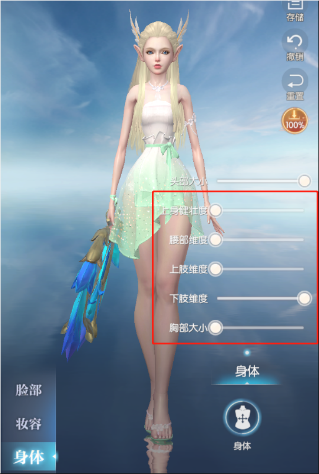 存储
撤销
重置
100%
头部大小
上身健壮度
腰部维度
上肢维度
下肢维度
胸部大小
身体
身体
脸部
妆容
身体